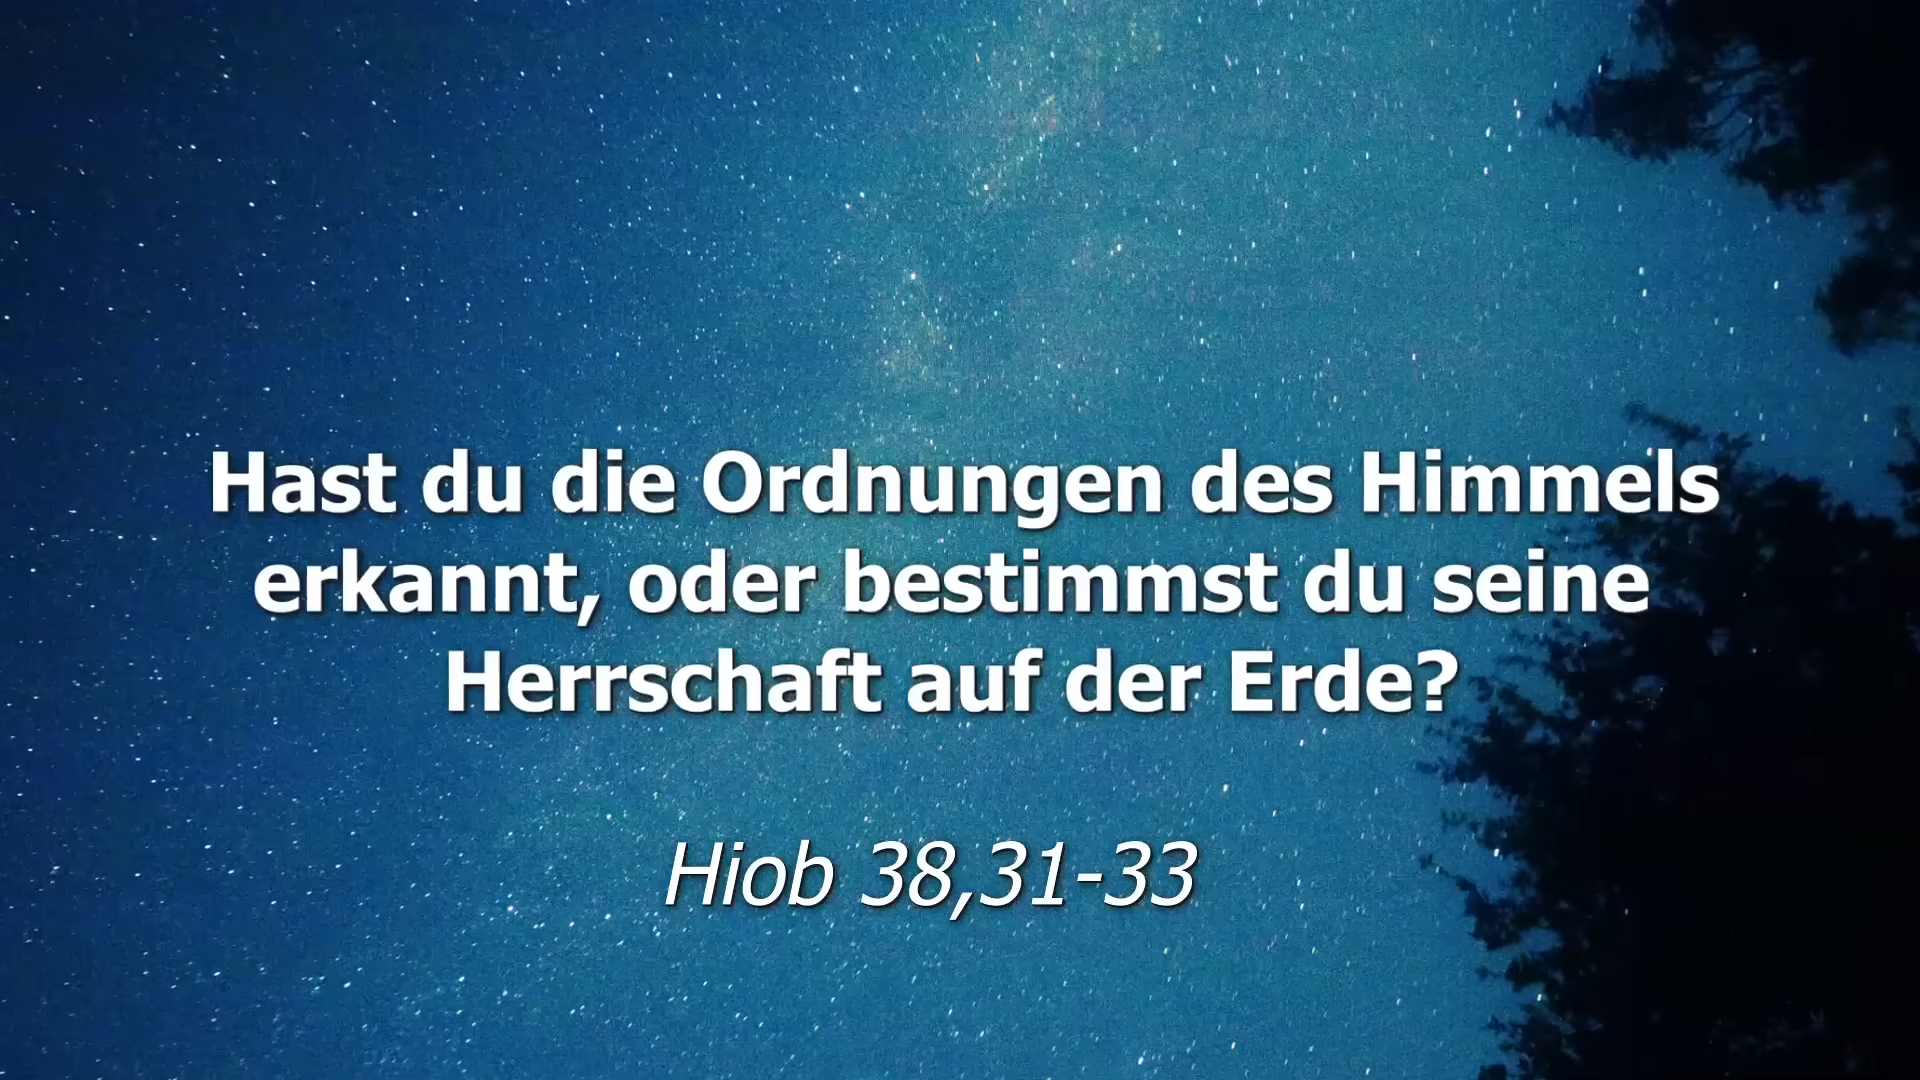 Hast du die Ordnungen des Himmels
erkannt, oder bestimmst du seine
Herrschaft auf der Erde?
Hiob 38,31-33